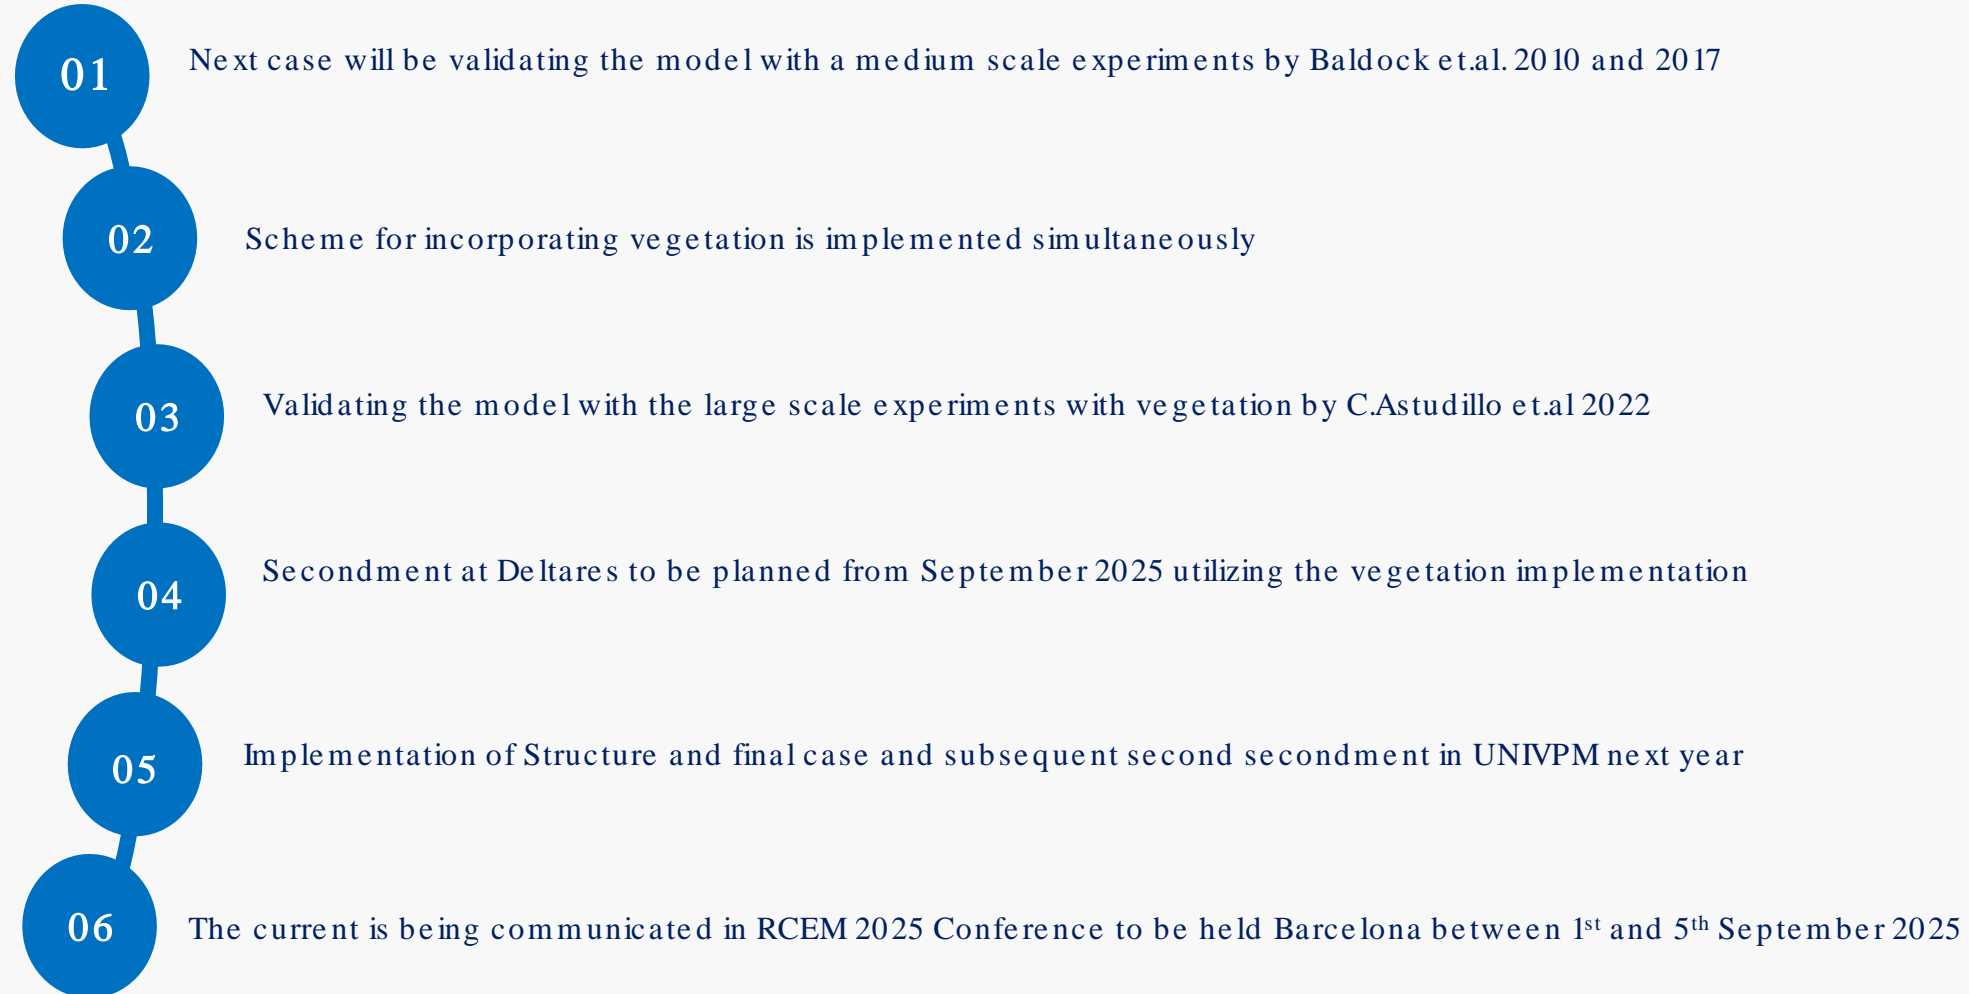 01
Next case will be validating the model with a medium scale experiments by Baldock et.al. 2010 and 2017
02
Scheme for incorporating vegetation is implemented simultaneously
03
Validating the model with the large scale experiments with vegetation by C.Astudillo et.al 2022
04
Secondment at Deltares to be planned from September 2025 utilizing the vegetation implementation
05
Implementation of Structure and final case and subsequent second secondment in UNIVPM next year
06
The current is being communicated in RCEM 2025 Conference to be held Barcelona between 1st and 5th September 2025